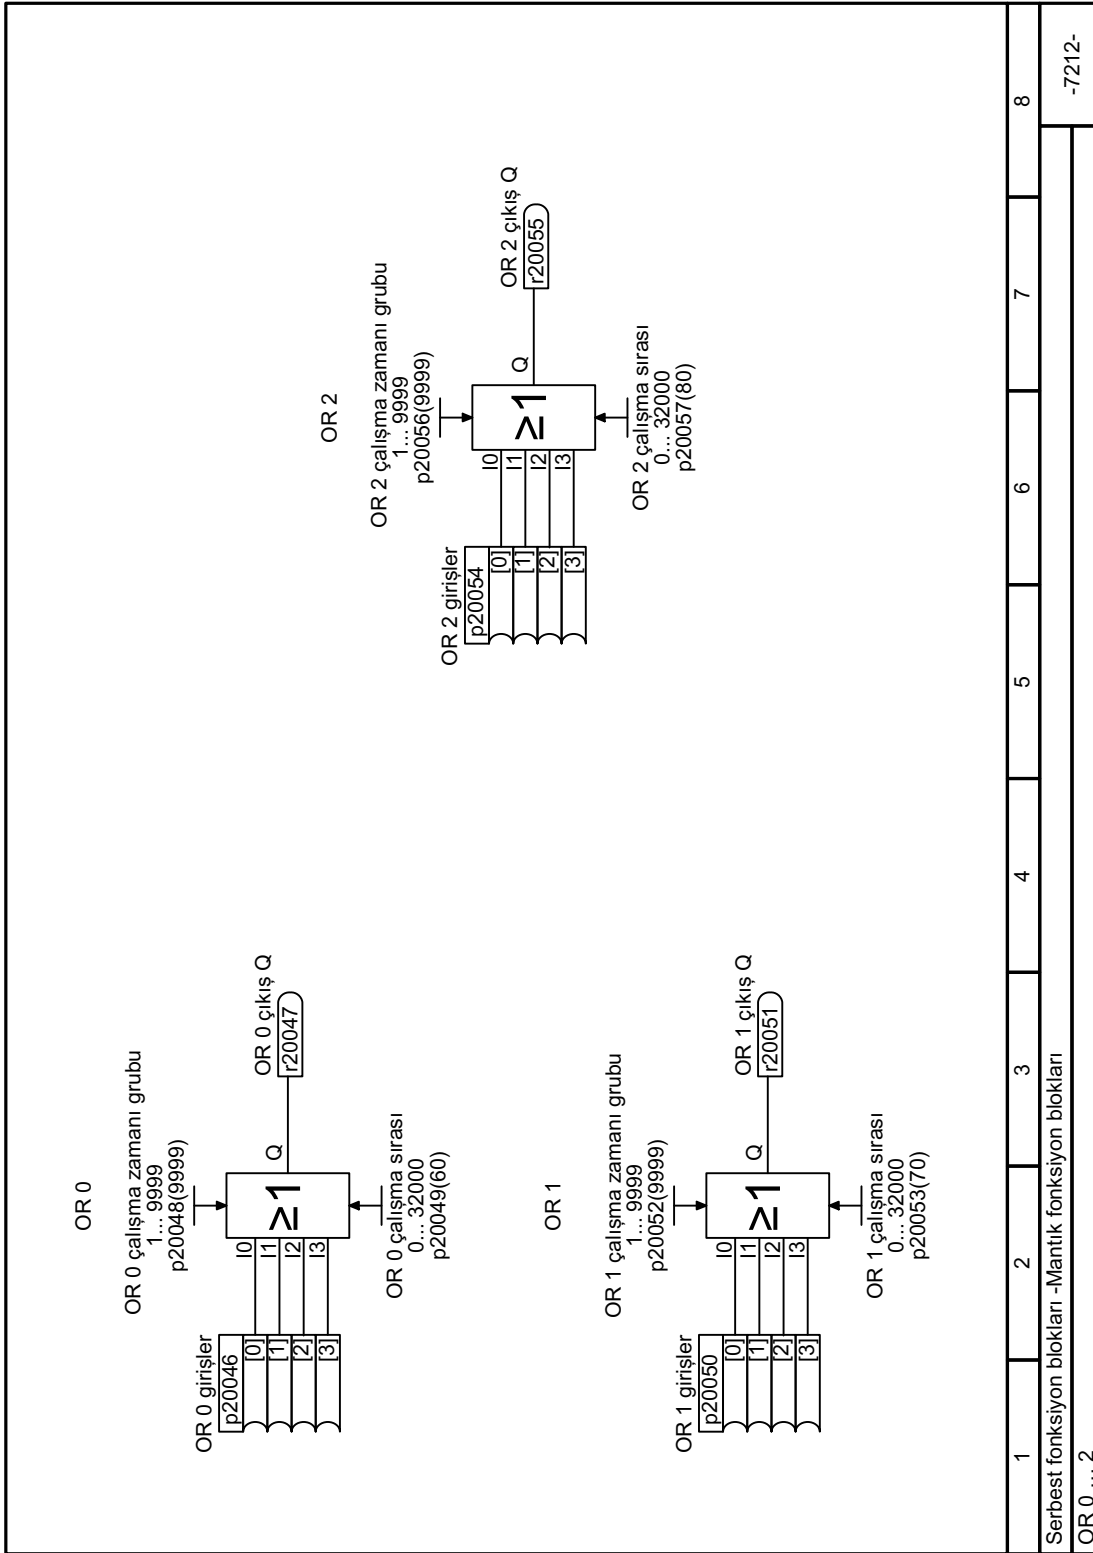 OR 0
OR 0 çalışma zamanı grubu
1... 9999
p20048(9999)
OR 0 girişler
p20046
[0]
[1]
[2]
[3]
I0
I1
I2
I3
≥1
Q
OR 0 çıkış Q
r20047
OR 0 çalışma sırası
0... 32000
p20049(60)
OR 1
OR 1 çalışma zamanı grubu
1... 9999
p20052(9999)
OR 1 girişler
p20050
[0]
[1]
[2]
[3]
I0
I1
I2
I3
≥1
Q
OR 1 çıkış Q
r20051
OR 1 çalışma sırası
0... 32000
p20053(70)
OR 2
OR 2 çalışma zamanı grubu
1... 9999
p20056(9999)
OR 2 girişler
p20054
[0]
[1]
[2]
[3]
I0
I1
I2
I3
≥1
Q
OR 2 çıkış Q
r20055
OR 2 çalışma sırası
0... 32000
p20057(80)
1 2 3 4 5 6 7 8
Serbest fonksiyon blokları -Mantık fonksiyon blokları
-7212-
OR 0 ... 2